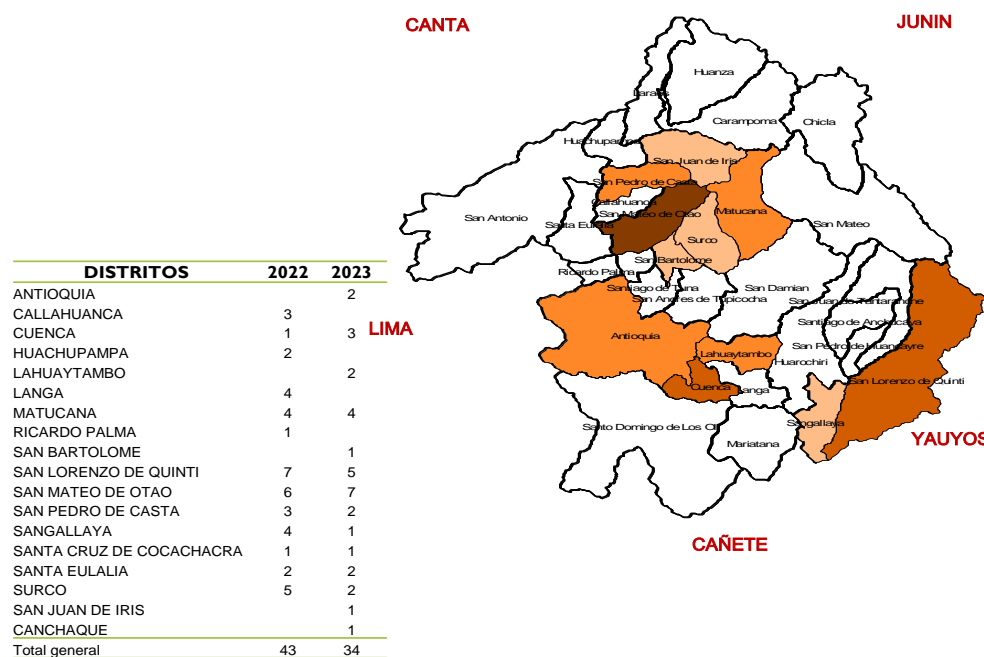 CANTA
JUNIN
Huanza
Laraos
Carampoma
Chicla
Huachupampa
San Juan de Iris
San Pedro de Casta
Callahuanca
San Mateo de Otao
Matucana
San Antonio
Santa Eulalia
San Mateo
Surco
San Bartolome
Ricardo Palma
Santiago de Tuna
San Damian
San Andres de Tupicocha
San Juan de Tantaranche
Santiago de Anchucaya
Antioquia
San Pedro de Huancayre
Lahuaytambo
Huarochiri
San Lorenzo de Quinti
Cuenca
Langa
Sangallaya
Santo Domingo de Los Ol
Mariatana
LIMA
YAUYOS
CAÑETE
DISTRITOS 2022 2023
ANTIOQUIA 2
CALLAHUANCA 3
CUENCA 1 3
HUACHUPAMPA 2
LAHUAYTAMBO 2
LANGA 4
MATUCANA 4 4
RICARDO PALMA 1
SAN BARTOLOME 1
SAN LORENZO DE QUINTI 7 5
SAN MATEO DE OTAO 6 7
SAN PEDRO DE CASTA 3 2
SANGALLAYA 4 1
SANTA CRUZ DE COCACHACRA 1 1
SANTA EULALIA 2 2
SURCO 5 2
SAN JUAN DE IRIS 1
CANCHAQUE 1
Total general 43 34